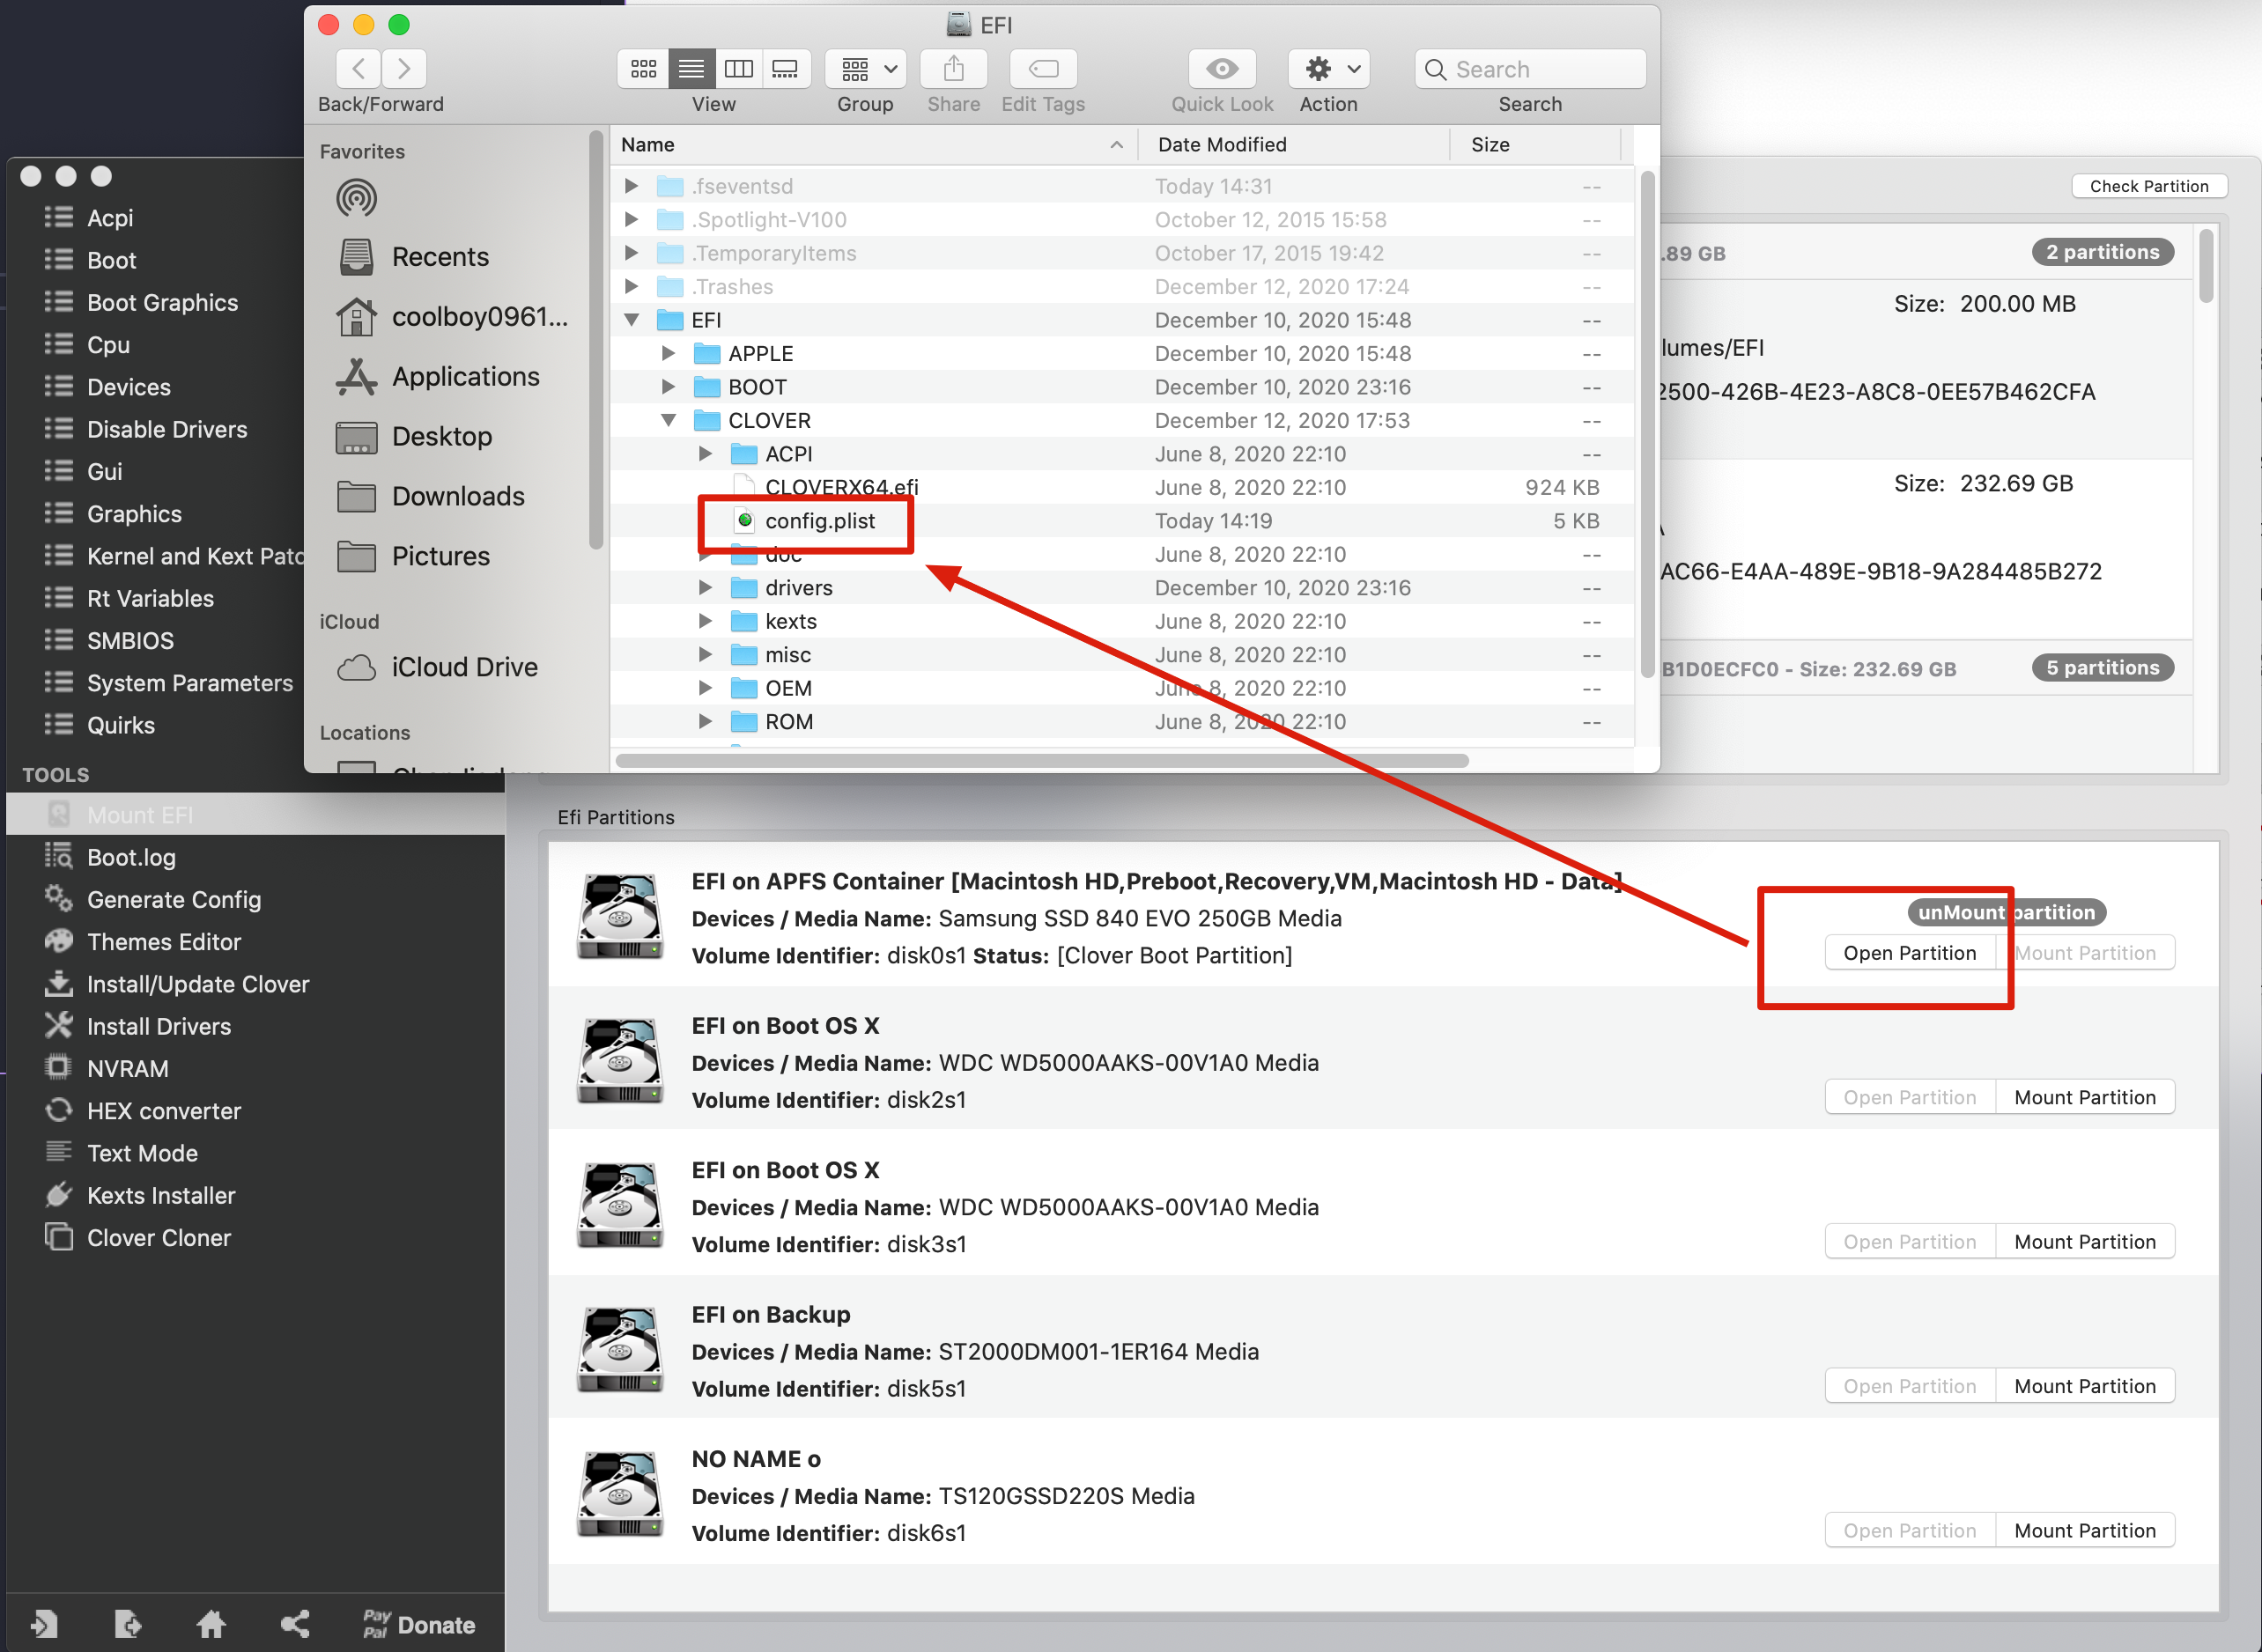 EFI
Back/Forward
View
Group
Share
Edit Tags
Quick Look
Action
Search
Search
Favorites
Recents
coolboy0961...
Applications
Desktop
Downloads
Pictures
iCloud
iCloud Drive
Locations
Name
Date Modified
Size
.fseventsd Today 14:31 --
.Spotlight-V100 October 12, 2015 15:58 --
.TemporaryItems October 17, 2015 19:42 --
.Trashes December 12, 2020 17:24 --
EFI December 10, 2020 15:48 --
APPLE December 10, 2020 15:48 --
BOOT December 10, 2020 23:16 --
CLOVER December 12, 2020 17:53 --
ACPI June 8, 2020 22:10 --
CLOVERX64.efi June 8, 2020 22:10 924 KB
config.plist Today 14:19 5 KB
doc June 8, 2020 22:10 --
drivers December 10, 2020 23:16 --
kexts June 8, 2020 22:10 --
misc June 8, 2020 22:10 --
OEM June 8, 2020 22:10 --
ROM June 8, 2020 22:10 --
Acpi
Boot
Boot Graphics
Cpu
Devices
Disable Drivers
Gui
Graphics
Kernel and Kext Patc
Rt Variables
SMBIOS
System Parameters
Quirks
TOOLS
Mount EFI
Boot.log
Generate Config
Themes Editor
Install/Update Clover
Install Drivers
NVRAM
HEX converter
Text Mode
Kexts Installer
Clover Cloner
Pay
Pal
Donate
Check Partition
.89 GB
2 partitions
Size: 200.00 MB
lumes/EFI
2500-426B-4E23-A8C8-0EE57B462CFA
Size: 232.69 GB
AC66-E4AA-489E-9B18-9A284485B272
B1D0ECFC0 - Size: 232.69 GB
5 partitions
Efi Partitions
EFI on APFS Container [Macintosh HD,Preboot,Recovery,VM,Macintosh HD - Data]
Devices / Media Name: Samsung SSD 840 EVO 250GB Media
Volume Identifier: disk0s1 Status: [Clover Boot Partition]
unMount partition
Open Partition
Mount Partition
EFI on Boot OS X
Devices / Media Name: WDC WD5000AAKS-00V1A0 Media
Volume Identifier: disk2s1
Open Partition
Mount Partition
EFI on Boot OS X
Devices / Media Name: WDC WD5000AAKS-00V1A0 Media
Volume Identifier: disk3s1
Open Partition
Mount Partition
EFI on Backup
Devices / Media Name: ST2000DM001-1ER164 Media
Volume Identifier: disk5s1
Open Partition
Mount Partition
NO NAME o
Devices / Media Name: TS120GSSD220S Media
Volume Identifier: disk6s1
Open Partition
Mount Partition